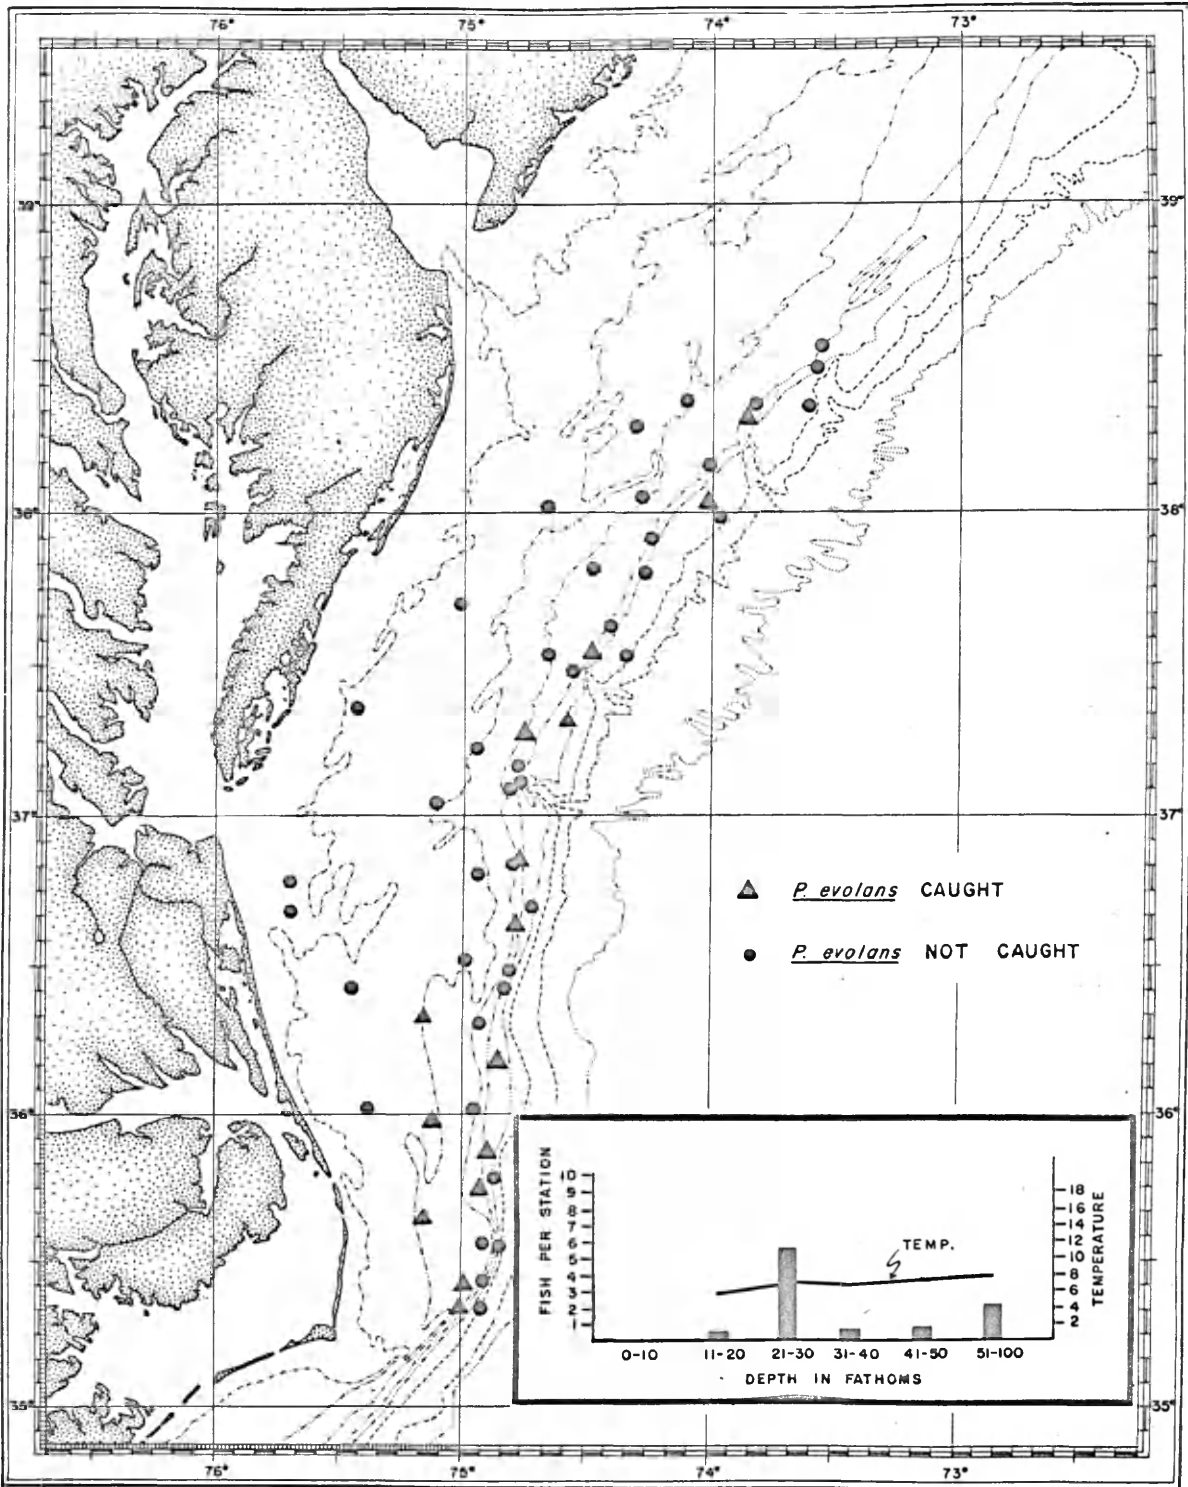 76° 75° 74° 73°
39° 39°
38° 38°
37° 37°
P. evolans CAUGHT
P. evolans NOT CAUGHT
36° 36°
FISH PER STATION
10
9
8
7
6
5
4
3
2
1
TEMP.
18
16
14
12
10
8
6
4
2
TEMPERATURE
0-10 11-20 21-30 31-40 41-50 51-100
DEPTH IN FATHOMS
35° 35°
76° 75° 74° 73°